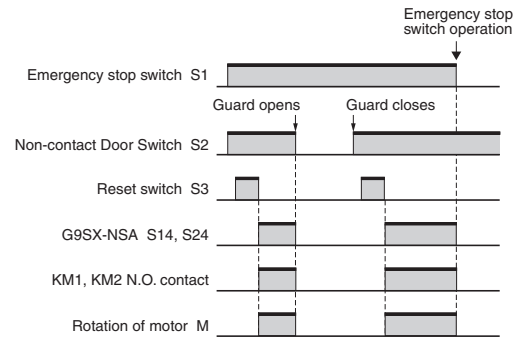 Emergency stop
switch operation
Emergency stop switch S1
Guard opens
Guard closes
Non-contact Door Switch S2
Reset switch S3
G9SX-NSA S14, S24
KM1, KM2 N.O. contact
Rotation of motor M